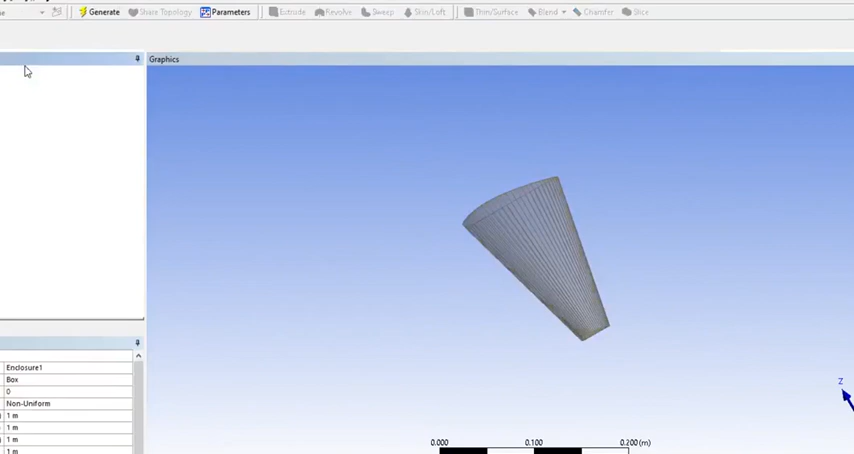 Generate Share Topology Parameters Extrude Revolve Sweep Skin/Loft Thin/Surface Blend Chamfer Slice
Graphics
Z
Enclosure1
Box
0
Non-Uniform
1 m
1 m
1 m
1 m
0.000 0.100 0.200 (m)